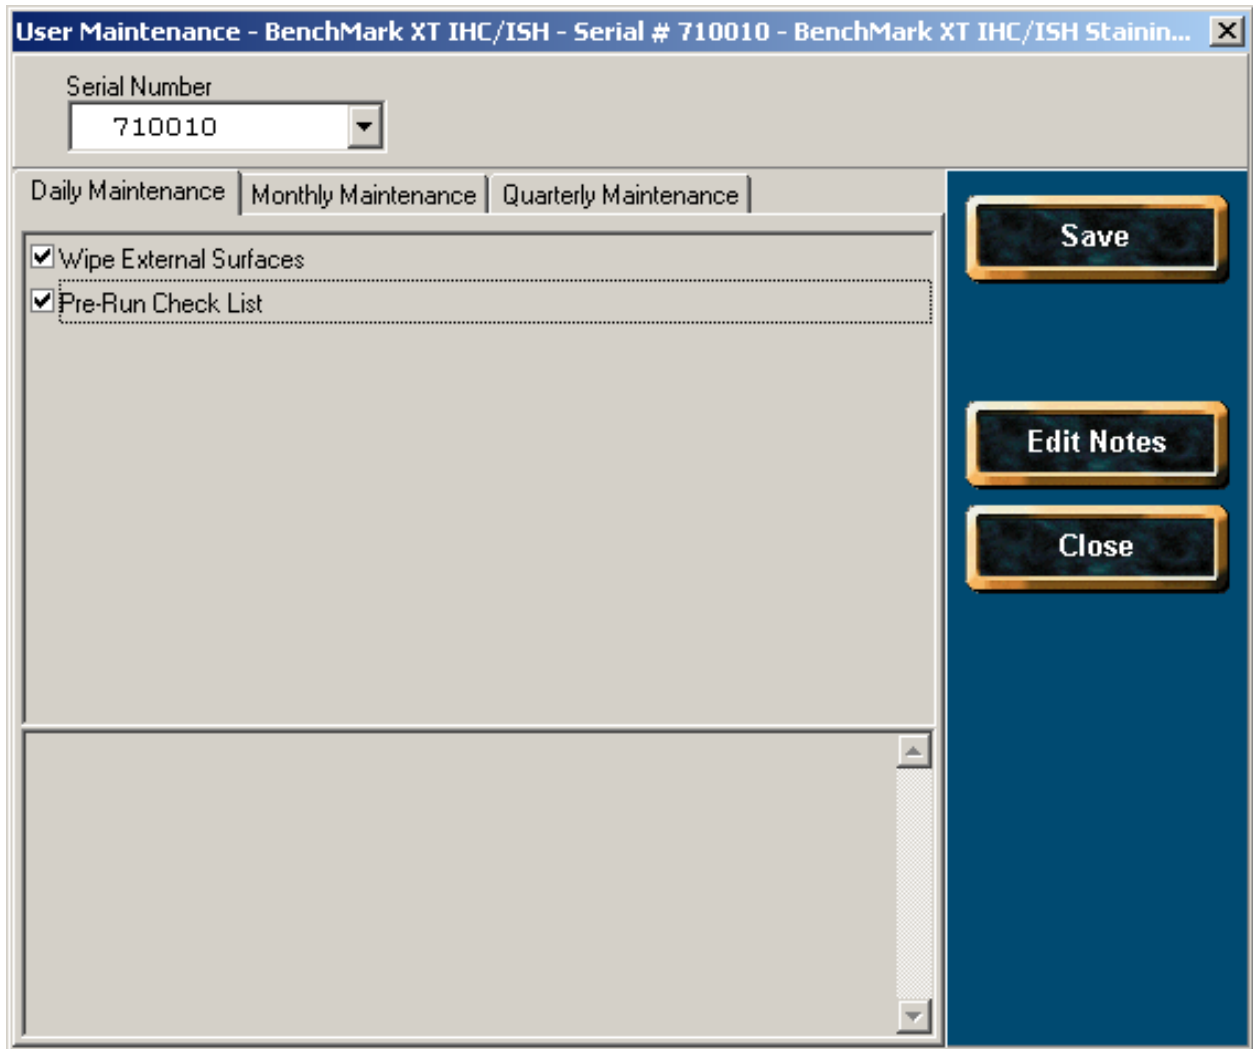 User Maintenance - BenchMark XT IHC/ISH - Serial # 710010 - BenchMark XT IHC/ISH Stainin...
Serial Number
710010
Daily Maintenance
Monthly Maintenance
Quarterly Maintenance
Wipe External Surfaces
Pre-Run Check List
Save
Edit Notes
Close